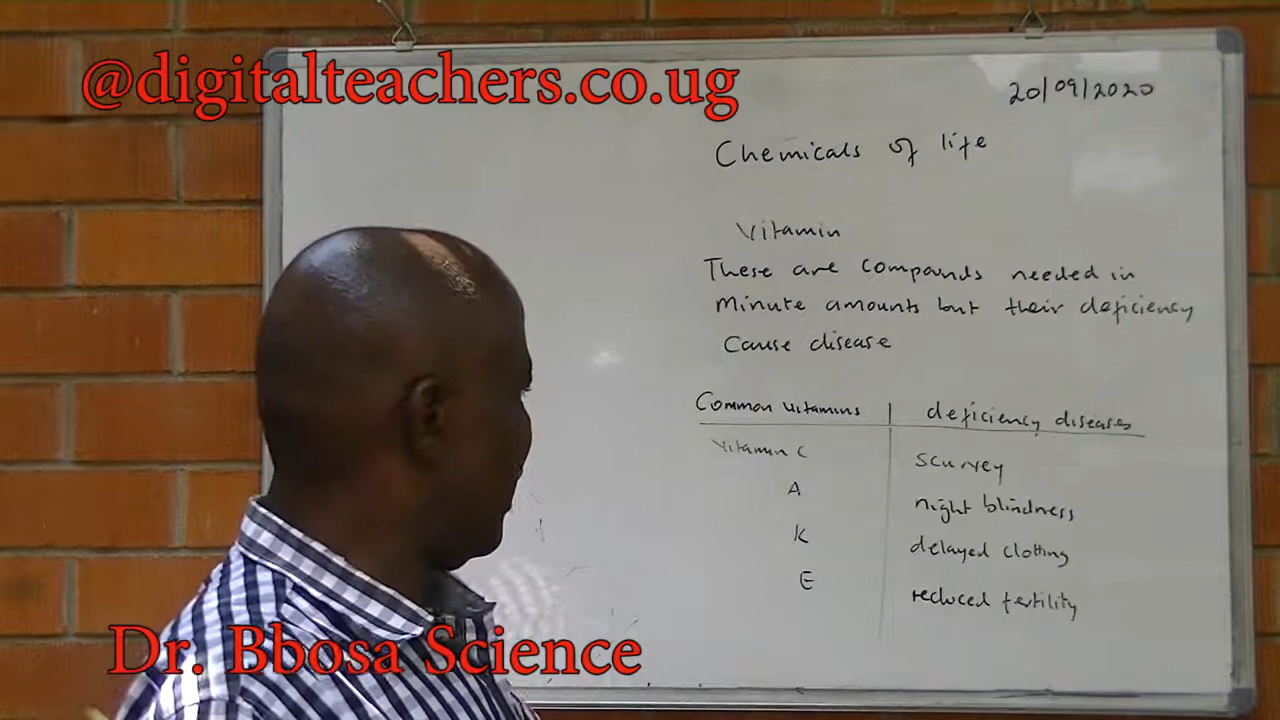 @digitalteachers.co.ug
20/09/2020
Chemicals of life
Vitamin
These are compounds needed in
minute amounts but their deficiency
Cause disease
Common vitamins | deficiency diseases
Vitamin C scurvey
A night blindness
K delayed clotting
E reduced fertility
Dr. Bbosa Science